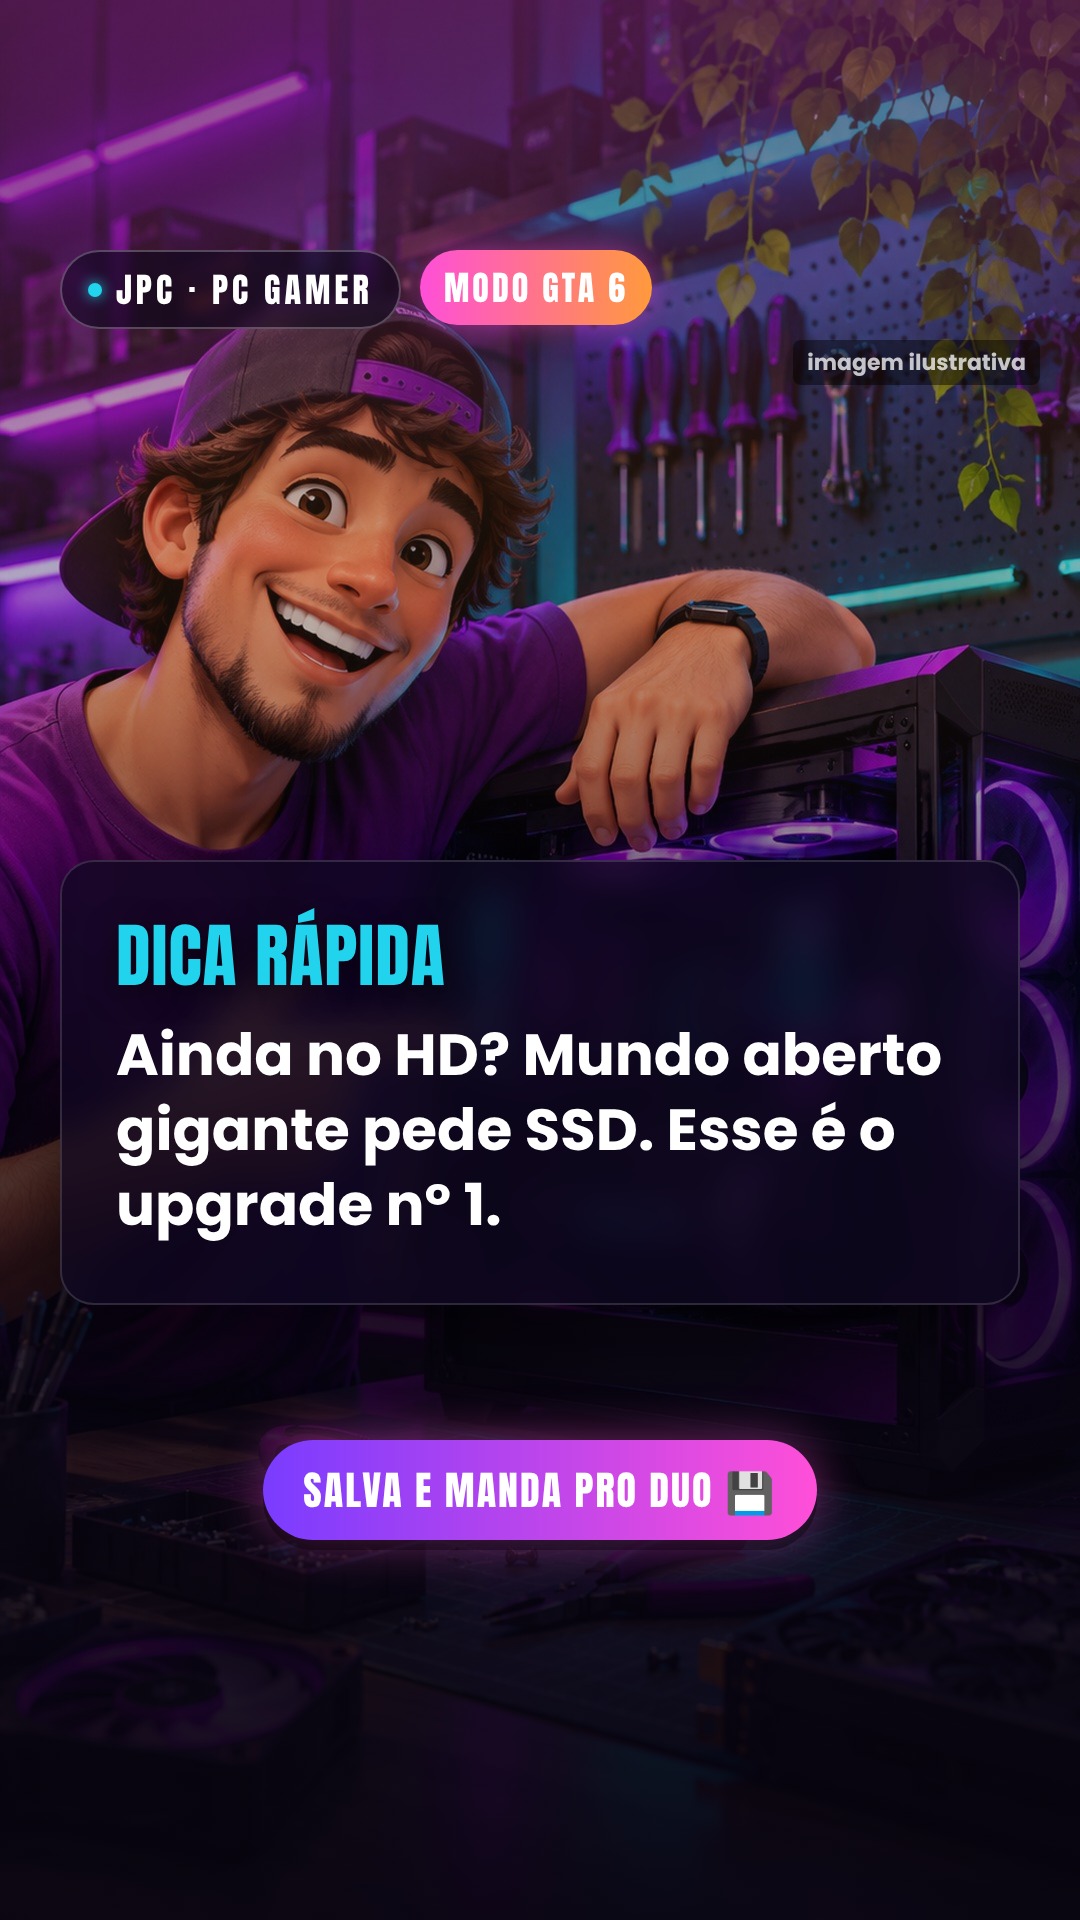 JPC · PC GAMER
MODO GTA 6
imagem ilustrativa
DICA RÁPIDA
Ainda no HD? Mundo aberto
gigante pede SSD. Esse é o
upgrade nº 1.
SALVA E MANDA PRO DUO 💾